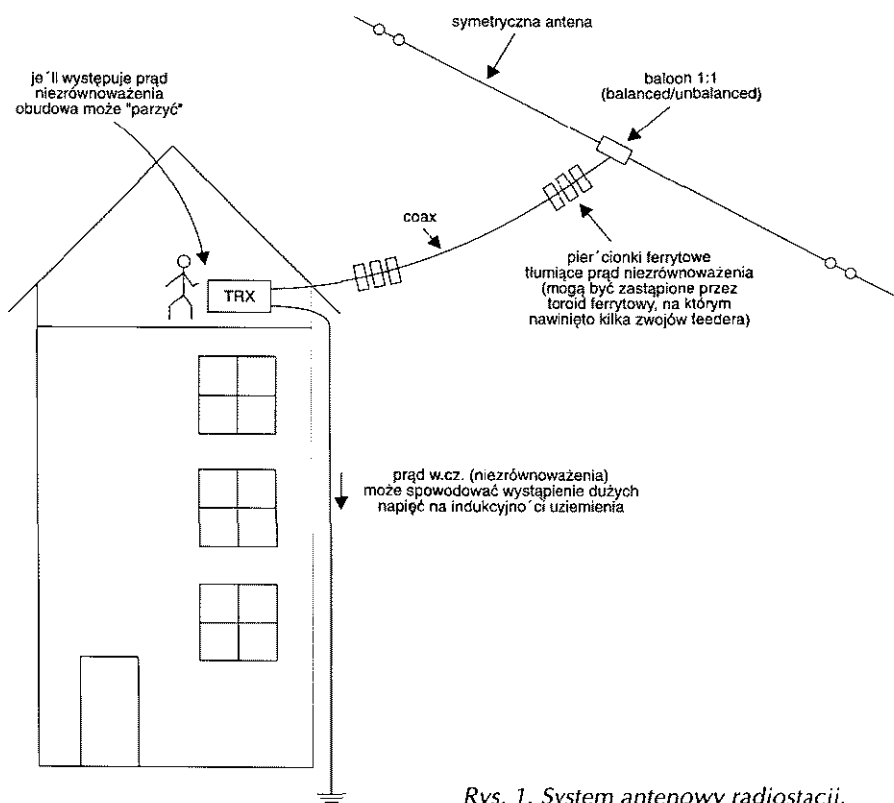 symetryczna antena
baloon 1:1
(balanced/unbalanced)
je´li występuje prąd
niezrównoważenia
obudowa może "parzyć"
coax
pier´cionki ferrytowe
tłumiące prąd niezrównoważenia
(mogą być zastąpione przez
toroid ferrytowy, na którym
nawinięto kilka zwojów feedera)
TRX
prąd w.cz. (niezrównoważenia)
może spowodować wystąpienie dużych
napięć na indukcyjno´ci uziemienia
Rys. 1. System antenowy radiostacji.